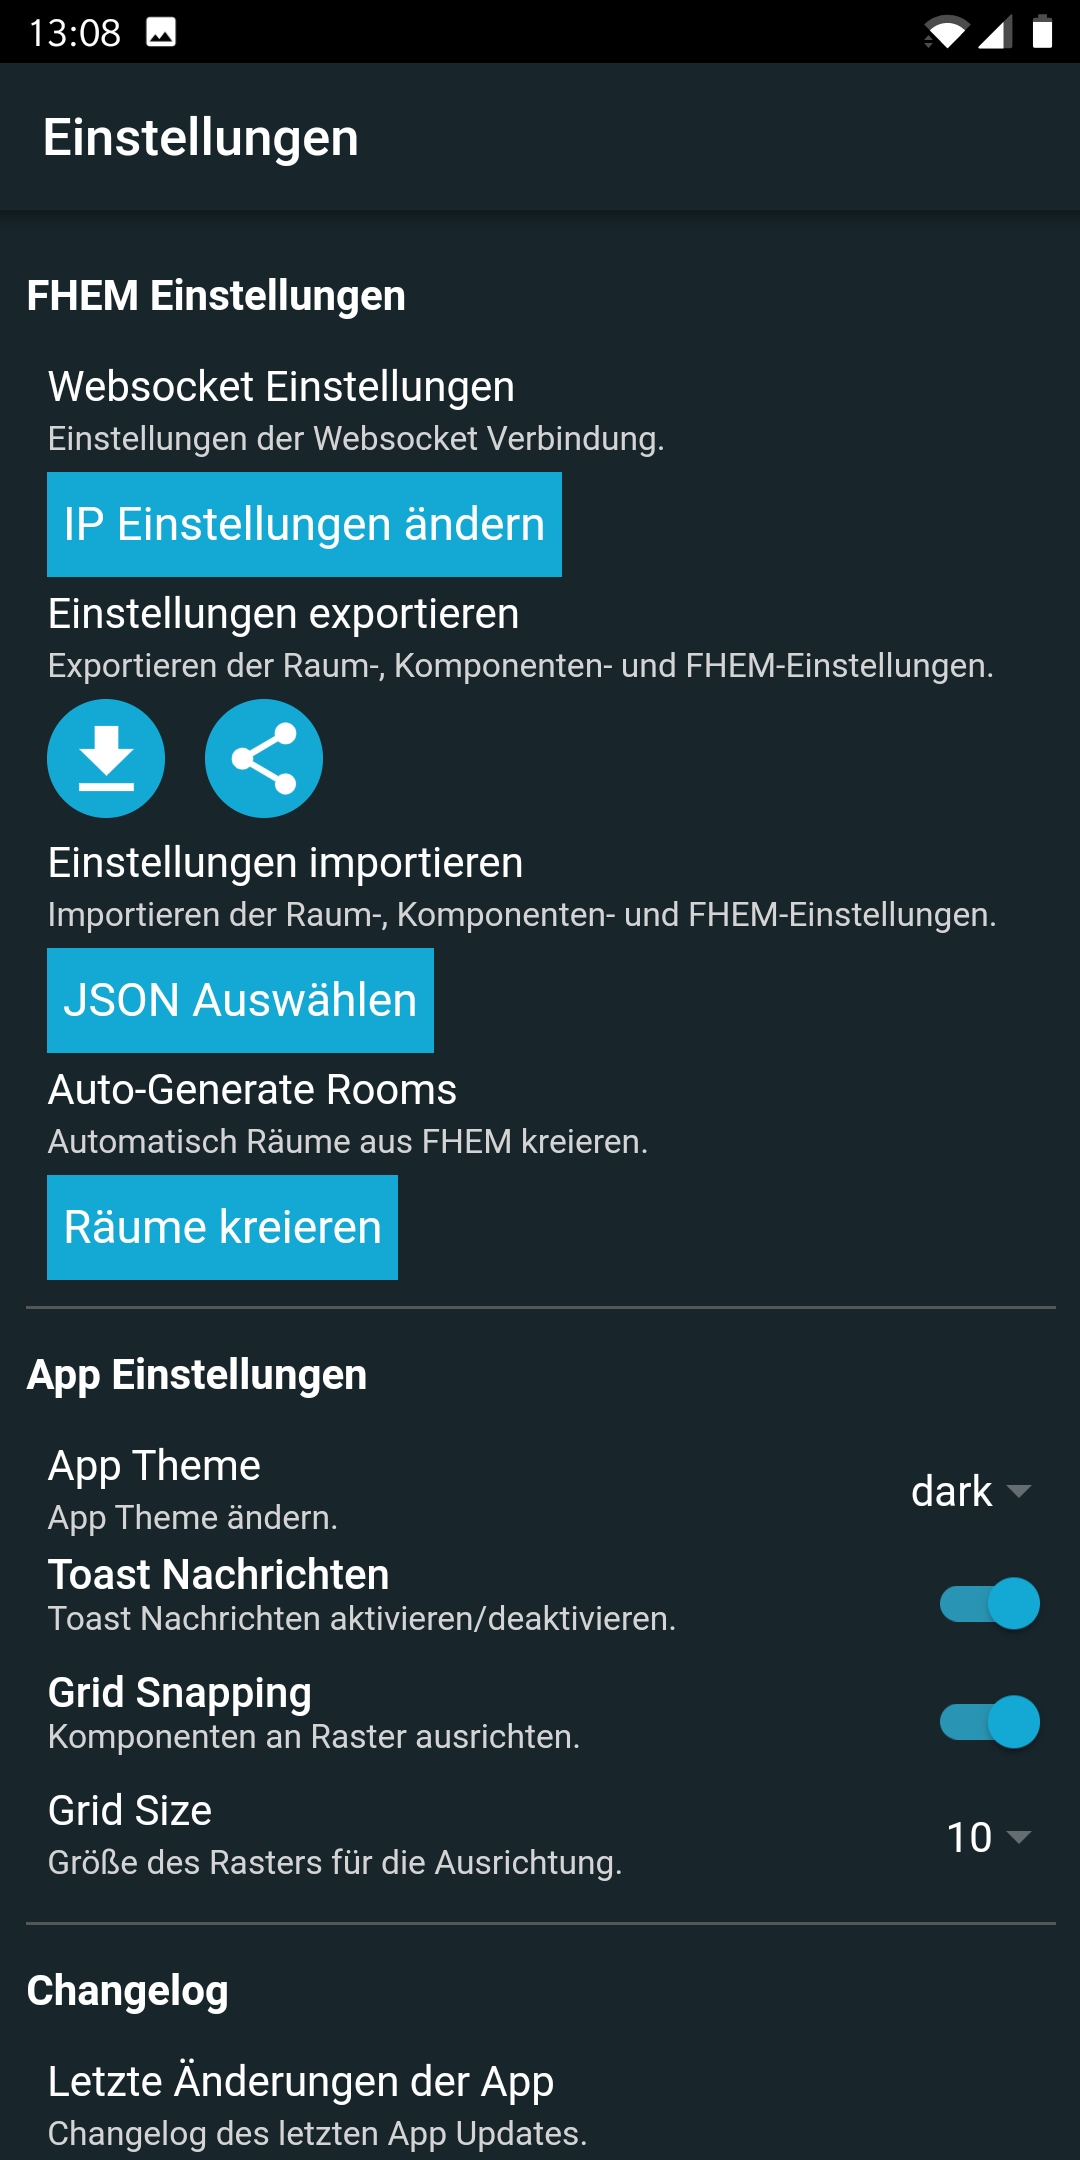 13:08
Einstellungen
FHEM Einstellungen
Websocket Einstellungen
Einstellungen der Websocket Verbindung.
IP Einstellungen ändern
Einstellungen exportieren
Exportieren der Raum-, Komponenten- und FHEM-Einstellungen.
Einstellungen importieren
Importieren der Raum-, Komponenten- und FHEM-Einstellungen.
JSON Auswählen
Auto-Generate Rooms
Automatisch Räume aus FHEM kreieren.
Räume kreieren
App Einstellungen
App Theme
App Theme ändern.
dark
Toast Nachrichten
Toast Nachrichten aktivieren/deaktivieren.
Grid Snapping
Komponenten an Raster ausrichten.
Grid Size
Größe des Rasters für die Ausrichtung.
10
Changelog
Letzte Änderungen der App
Changelog des letzten App Updates.